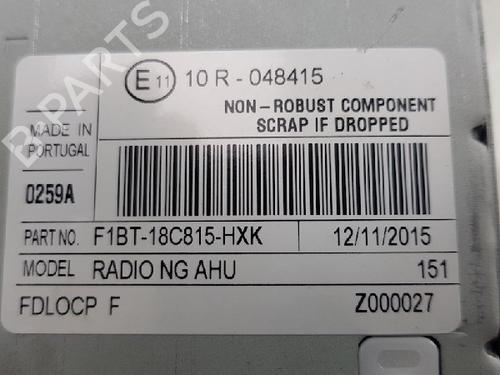 E11 10 R - 048415
NON-ROBUST COMPONENT
SCRAP IF DROPPED
MADE IN
PORTUGAL
0259A
PART NO. F1BT-18C815-HXK 12/11/2015
MODEL RADIO NG AHU 151
FDLOCP F Z000027
B-PARTS